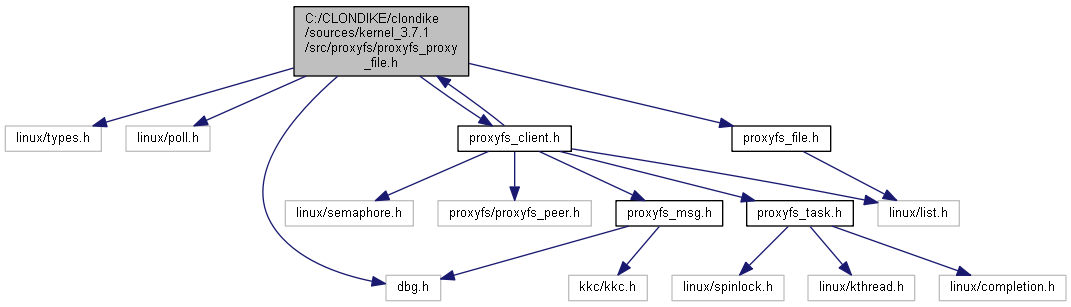 C:/CLONDIKE/clondike
/sources/kernel_3.7.1
/src/proxyfs/proxyfs_proxy
_file.h
linux/types.h
linux/poll.h
proxyfs_client.h
proxyfs_file.h
linux/semaphore.h
proxyfs/proxyfs_peer.h
proxyfs_msg.h
proxyfs_task.h
linux/list.h
dbg.h
kkc/kkc.h
linux/spinlock.h
linux/kthread.h
linux/completion.h